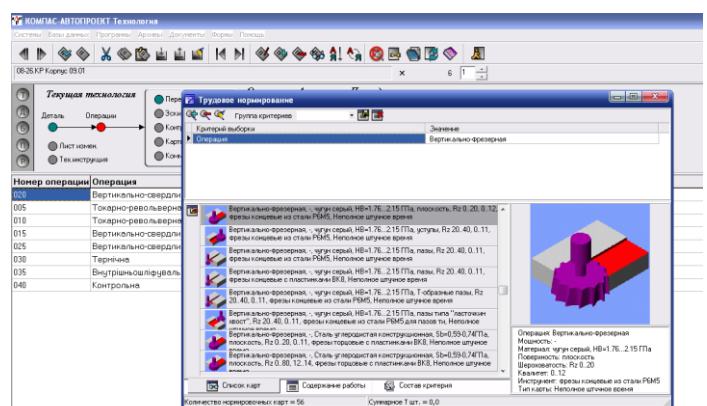 КОМПАС-АВТОПРОЕКТ Технология
Системы Базы данных Программы Архивы Документы Формы Помощь
08-26.КР Корпус 09.01 × 6 1
Текущая технология
Деталь Операции
Лист номен.
Тех.инструкция
Трудовое нормирование
Группа критериев
Критерий выборки Значение
Операция Вертикально-фрезерная
Номер операции Операция
020 Вертикально-свердли
005 Токарно-револьверна
010 Токарно-револьверна
015 Вертикально-свердли
025 Вертикально-свердли
030 Термічна
035 Внутрішньошліфуваль
040 Контрольна
Вертикально-фрезерная, -, чугун серый, HB=1.76...2.15 ГПа, плоскость, Rz 0..20, 0..12,
фрезы концевые из стали Р6М5, Неполное штучное время
Вертикально-фрезерная, -, чугун серый, HB=1.76...2.15 ГПа, уступы, Rz 20..40, 0..11,
фрезы концевые из стали Р6М5, Неполное штучное время
Вертикально-фрезерная, -, чугун серый, HB=1.76...2.15 ГПа, пазы, Rz 20..40, 0..11,
фрезы концевые из стали Р6М5, Неполное штучное время
Вертикально-фрезерная, -, чугун серый, HB=1.76...2.15 ГПа, пазы, Rz 20..40, 0..11,
фрезы концевые с пластинками ВК8, Неполное штучное время
Вертикально-фрезерная, -, чугун серый, HB=1.76...2.15 ГПа, Т-образные пазы, Rz
20..40, 0..11, фрезы концевые из стали Р6М5, Неполное штучное время
Вертикально-фрезерная, -, чугун серый, HB=1.76...2.15 ГПа, пазы типа "ласточкин
хвост", Rz 20..40, 0..11, фрезы концевые из стали Р6М5 для пазов ти, Неполное
Вертикально-фрезерная, -, Сталь углеродистая конструкционная, Sb=0,59-0,74ГПа,
плоскость, Rz 0..20, 0..11, фрезы торцовые с пластинками ВК8, Неполное штучное
Вертикально-фрезерная, -, Сталь углеродистая конструкционная, Sb=0,59-0,74ГПа,
плоскость, Rz 0..80, 12..14, фрезы торцовые с пластинками ВК8, Неполное штучное
Операция: Вертикально-фрезерная
Мощность: -
Материал: чугун серый, HB=1.76...2.15 ГПа
Поверхность: плоскость
Шероховатость: Rz 0..20
Квалитет: 0..12
Инструмент: фрезы концевые из стали Р6М5
Тип карты: Неполное штучное время
Список карт Содержание работы Состав критерия
Количество нормировочных карт = 56 Суммарное Т шт. = 0,0